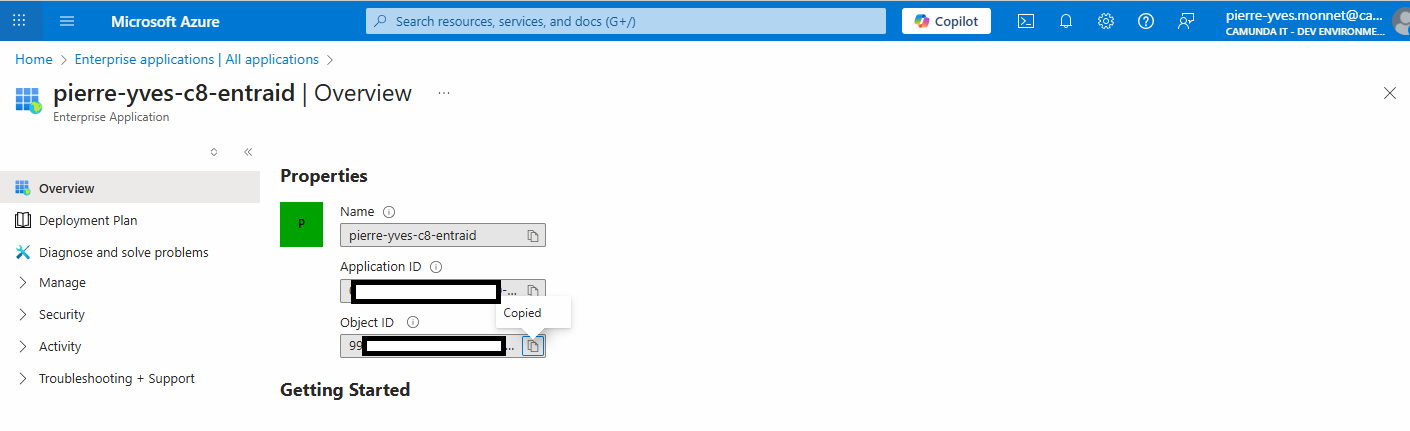 Microsoft Azure
Search resources, services, and docs (G+/)
Copilot
pierre-yves.monnet@ca...
CAMUNDA IT - DEV ENVIRONME...
Home > Enterprise applications | All applications >
pierre-yves-c8-entraid | Overview ...
Enterprise Application
Overview
Deployment Plan
Diagnose and solve problems
Manage
Security
Activity
Troubleshooting + Support
Properties
P
Name
pierre-yves-c8-entraid
Application ID
-...
Copied
Object ID
99 ...
Getting Started